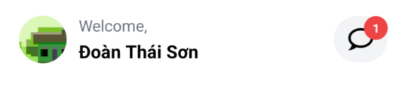 Welcome,
Đoàn Thái Sơn
1